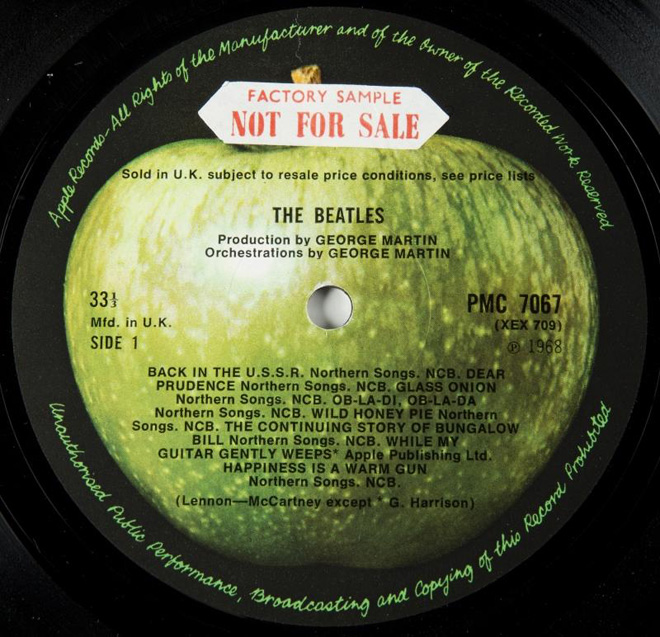 Apple Records-All Rights of the Manufacturer and of the Owner of the Recorded Work Reserved
FACTORY SAMPLE
NOT FOR SALE
Sold in U.K. subject to resale price conditions, see price lists
THE BEATLES
Production by GEORGE MARTIN
Orchestrations by GEORGE MARTIN
33⅓
Mfd. in U.K.
SIDE 1
PMC 7067
(XEX 709)
℗ 1968
BACK IN THE U.S.S.R. Northern Songs. NCB. DEAR
PRUDENCE Northern Songs. NCB. GLASS ONION
Northern Songs. NCB. OB-LA-DI, OB-LA-DA
Northern Songs. NCB. WILD HONEY PIE Northern
Songs. NCB. THE CONTINUING STORY OF BUNGALOW
BILL Northern Songs. NCB. WHILE MY
GUITAR GENTLY WEEPS* Apple Publishing Ltd.
HAPPINESS IS A WARM GUN
Northern Songs. NCB.
(Lennon—McCartney except * G. Harrison)
Unauthorised Public Performance, Broadcasting and Copying of this Record Prohibited